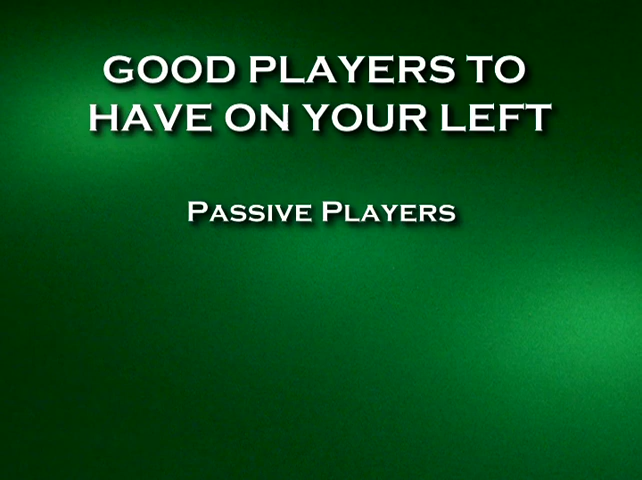 GOOD PLAYERS TO
HAVE ON YOUR LEFT
PASSIVE PLAYERS